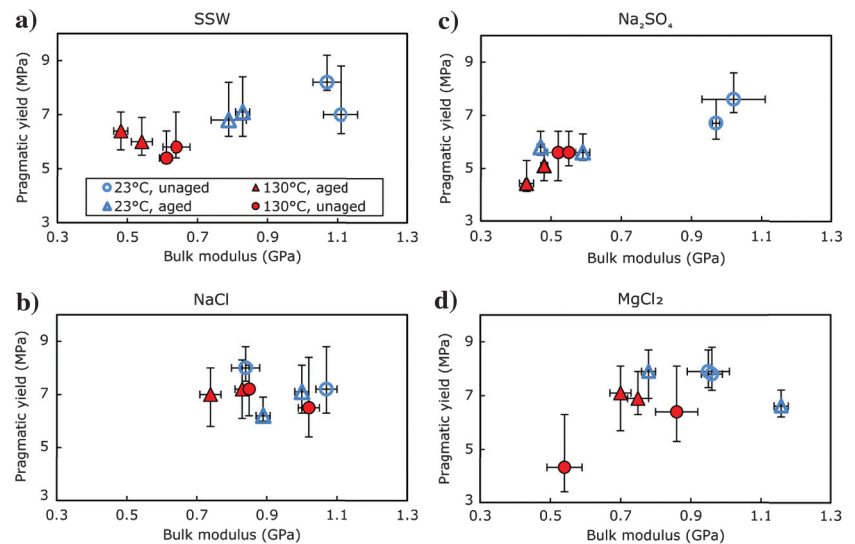 a)
SSW
Pragmatic yield (MPa)
9
7
5
3
23°C, unaged
130°C, aged
23°C, aged
130°C, unaged
0.3 0.5 0.7 0.9 1.1 1.3
Bulk modulus (GPa)
c)
Na₂SO₄
Pragmatic yield (MPa)
9
7
5
3
0.3 0.5 0.7 0.9 1.1 1.3
Bulk modulus (GPa)
b)
NaCl
Pragmatic yield (MPa)
9
7
5
3
0.3 0.5 0.7 0.9 1.1 1.3
Bulk modulus (GPa)
d)
MgCl₂
Pragmatic yield (MPa)
9
7
5
3
0.3 0.5 0.7 0.9 1.1 1.3
Bulk modulus (GPa)